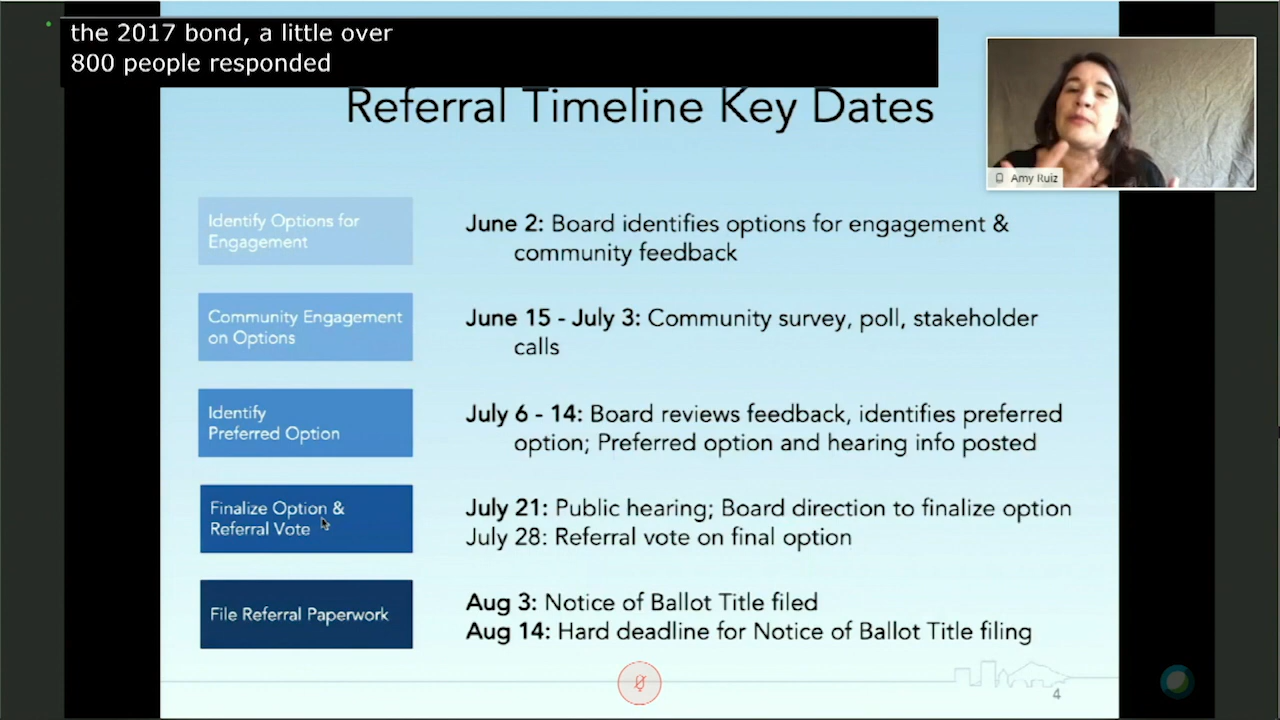 the 2017 bond, a little over
800 people responded
Referral Timeline Key Dates
Amy Ruiz
Identify Options for
Engagement
June 2: Board identifies options for engagement &
community feedback
Community Engagement
on Options
June 15 - July 3: Community survey, poll, stakeholder
calls
Identify
Preferred Option
July 6 - 14: Board reviews feedback, identifies preferred
option; Preferred option and hearing info posted
Finalize Option &
Referral Vote
July 21: Public hearing; Board direction to finalize option
July 28: Referral vote on final option
File Referral Paperwork
Aug 3: Notice of Ballot Title filed
Aug 14: Hard deadline for Notice of Ballot Title filing
4